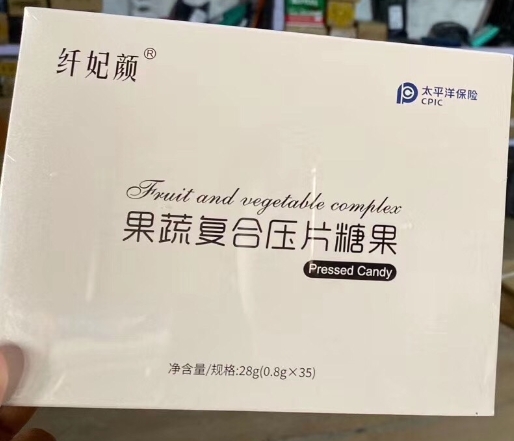 纤妃颜®
太平洋保险
CPIC
Fruit and vegetable complex
果蔬复合压片糖果
Pressed Candy
净含量/规格:28g(0.8g×35)